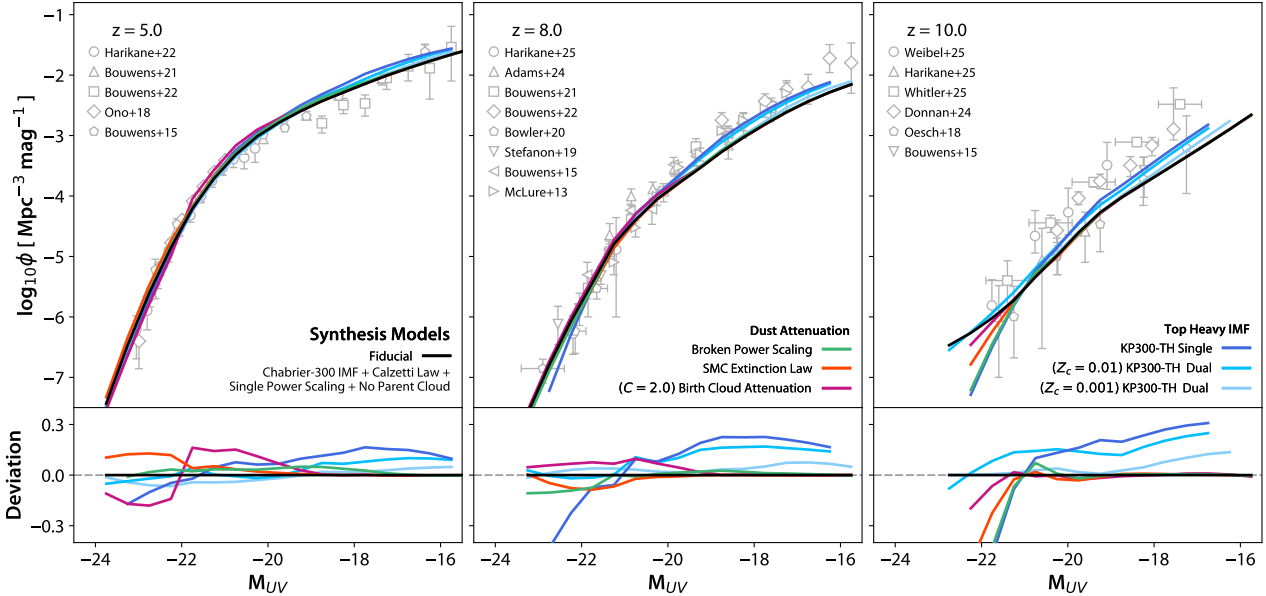 z = 5.0
Harikane+22
Bouwens+21
Bouwens+22
Ono+18
Bouwens+15
Synthesis Models
Fiducial
Chabrier-300 IMF + Calzetti Law +
Single Power Scaling + No Parent Cloud
z = 8.0
Harikane+25
Adams+24
Bouwens+21
Bouwens+22
Bowler+20
Stefanon+19
Bouwens+15
McLure+13
Dust Attenuation
Broken Power Scaling
SMC Extinction Law
(C = 2.0) Birth Cloud Attenuation
z = 10.0
Weibel+25
Harikane+25
Whitler+25
Donnan+24
Oesch+18
Bouwens+15
Top Heavy IMF
KP300-TH Single
(Z_c = 0.01) KP300-TH Dual
(Z_c = 0.001) KP300-TH Dual
log₁₀ϕ [ Mpc⁻³ mag⁻¹ ]
−1
−2
−3
−4
−5
−6
−7
Deviation
0.3
0.0
−0.3
−24
−22
−20
−18
−16
−24
−22
−20
−18
−16
−24
−22
−20
−18
−16
M_UV
M_UV
M_UV